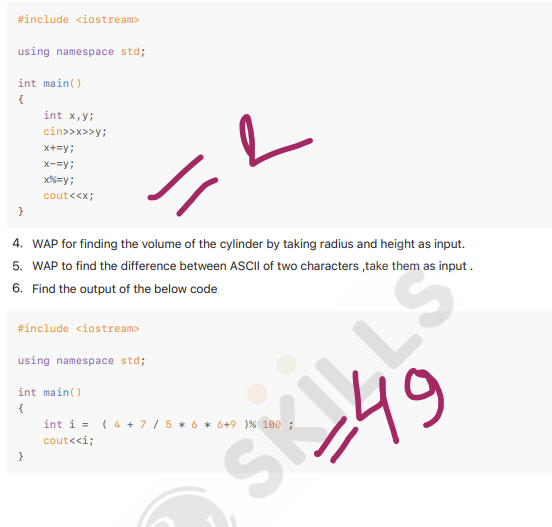 #include <iostream>
using namespace std;
int main()
{
int x,y;
cin>>x>>y;
x+=y;
x-=y;
x%=y;
cout<<x;
}
= 2
4. WAP for finding the volume of the cylinder by taking radius and height as input.
5. WAP to find the difference between ASCII of two characters ,take them as input .
6. Find the output of the below code
#include <iostream>
using namespace std;
int main()
{
int i = ( 4 + 7 / 5 * 6 * 6+9 )% 100 ;
cout<<i;
}
=49
SKILLS